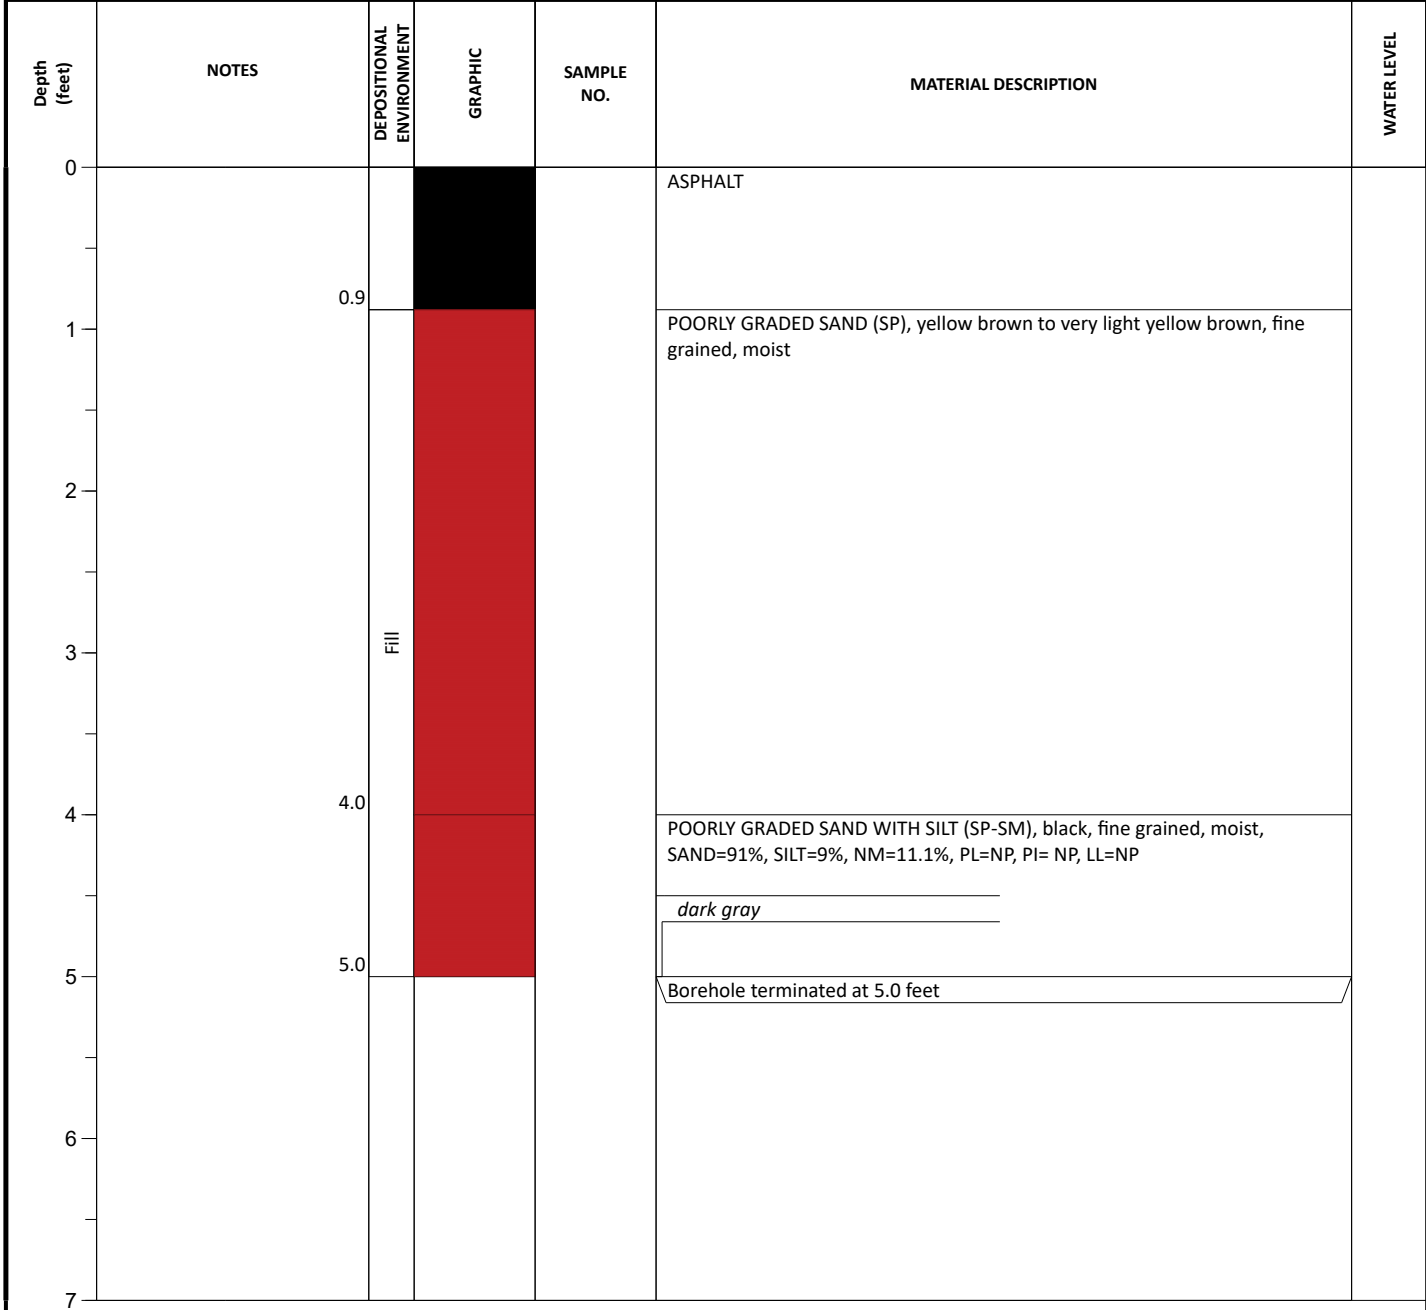 Depth
(feet)
NOTES
DEPOSITIONAL
ENVIRONMENT
GRAPHIC
SAMPLE
NO.
MATERIAL DESCRIPTION
WATER LEVEL
0
ASPHALT
0.9
1
POORLY GRADED SAND (SP), yellow brown to very light yellow brown, fine
grained, moist
2
Fill
3
4.0
4
POORLY GRADED SAND WITH SILT (SP-SM), black, fine grained, moist,
SAND=91%, SILT=9%, NM=11.1%, PL=NP, PI= NP, LL=NP
dark gray
5.0
5
Borehole terminated at 5.0 feet
6
7